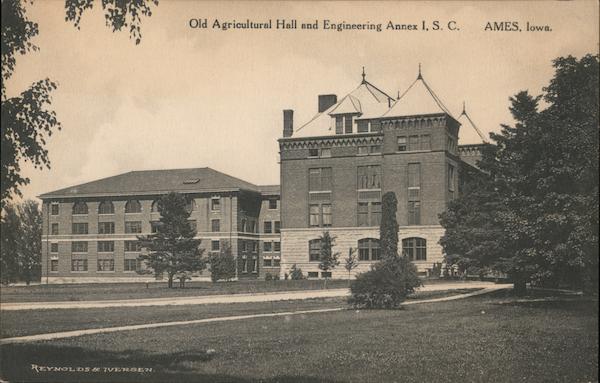 Old Agricultural Hall and Engineering Annex I, S. C. AMES, Iowa.
REYNOLDS & IVERSEN.